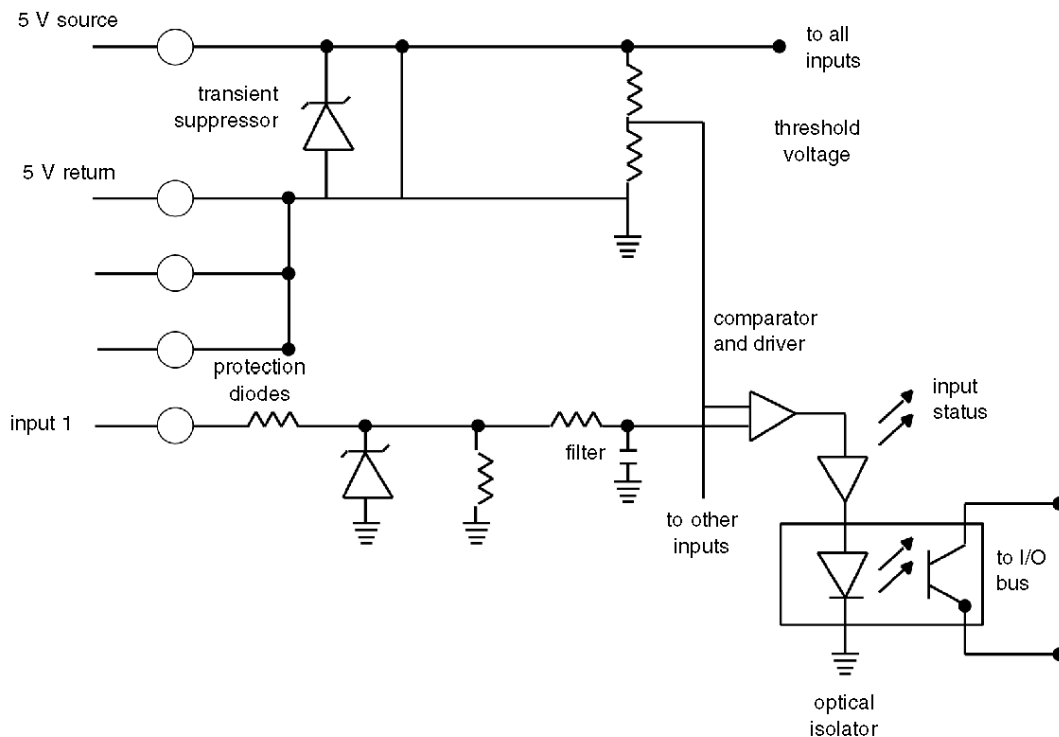 5 V source
to all
inputs
transient
suppressor
threshold
voltage
5 V return
comparator
and driver
protection
diodes
input
status
input 1
filter
to other
inputs
to I/O
bus
optical
isolator